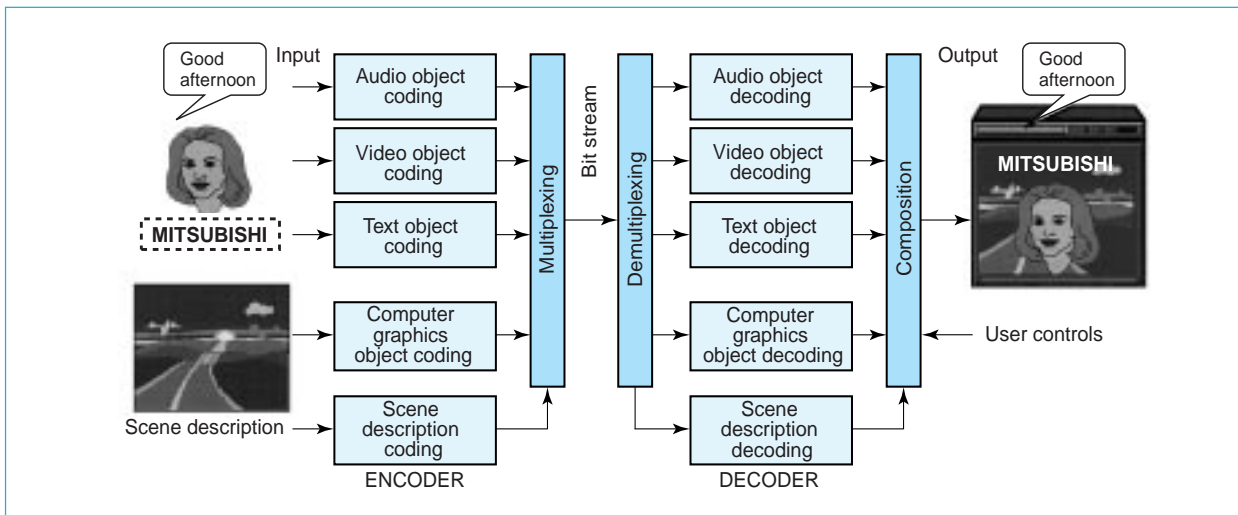 Good
afternoon
Input
Audio object
coding
Video object
coding
MITSUBISHI
Text object
coding
Computer
graphics
object coding
Scene description
Scene
description
coding
ENCODER
Multiplexing
Bit stream
Demultiplexing
Audio object
decoding
Video object
decoding
Text object
decoding
Computer
graphics
object decoding
Scene
description
decoding
DECODER
Composition
Output
Good
afternoon
MITSUBISHI
User controls